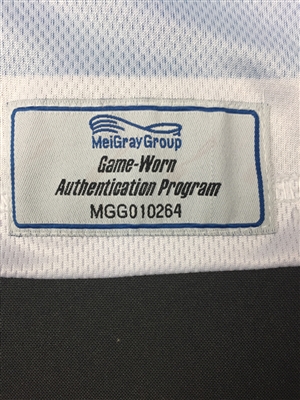 MeiGrayGroup
Game-Worn
Authentication Program
MGG010264